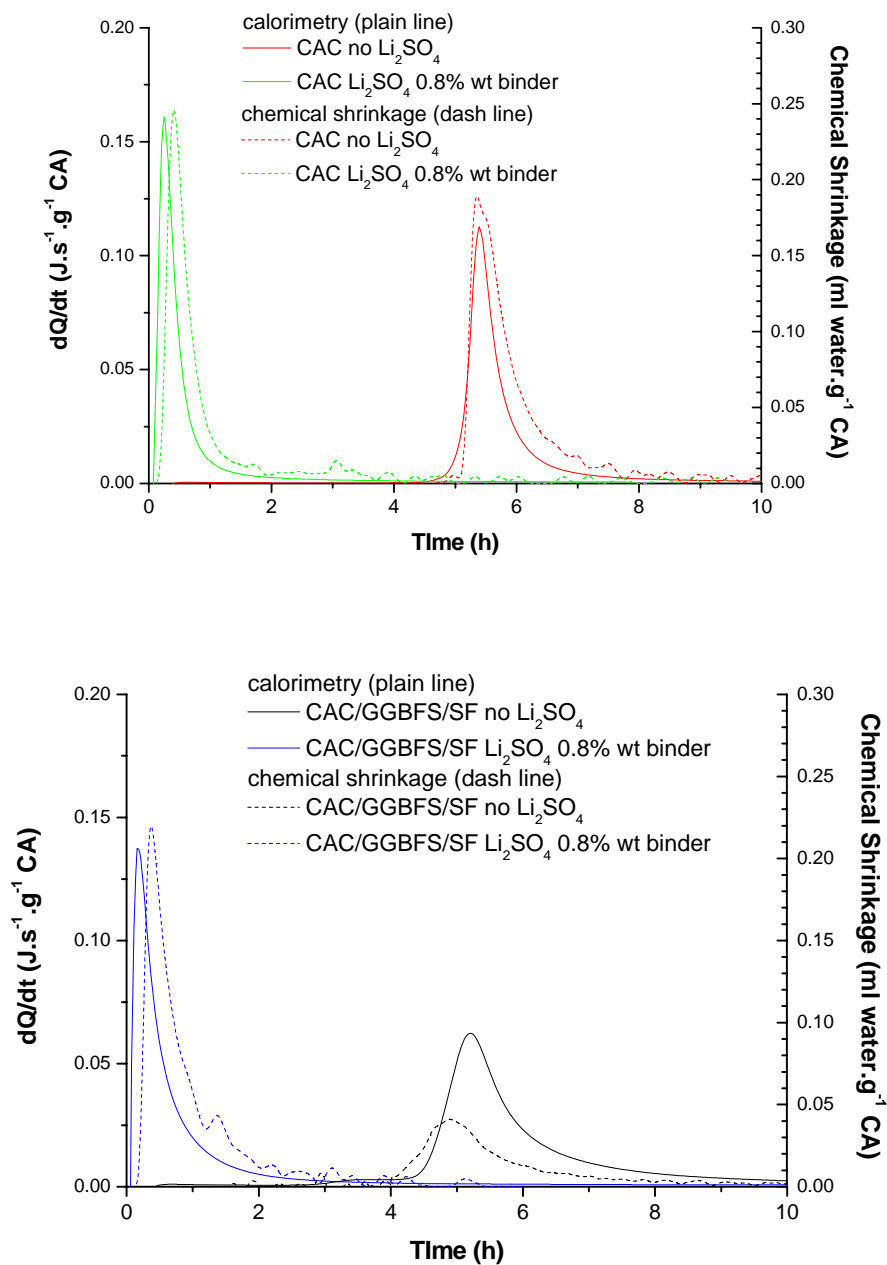 calorimetry (plain line)
CAC no Li₂SO₄
CAC Li₂SO₄ 0.8% wt binder
chemical shrinkage (dash line)
CAC no Li₂SO₄
CAC Li₂SO₄ 0.8% wt binder
dQ/dt (J.s⁻¹.g⁻¹ CA)
0.20
0.15
0.10
0.05
0.00
0.30
0.25
0.20
0.15
0.10
0.05
0.00
Chemical Shrinkage (ml water.g⁻¹ CA)
0 2 4 6 8 10
TIme (h)
calorimetry (plain line)
CAC/GGBFS/SF no Li₂SO₄
CAC/GGBFS/SF Li₂SO₄ 0.8% wt binder
chemical shrinkage (dash line)
CAC/GGBFS/SF no Li₂SO₄
CAC/GGBFS/SF Li₂SO₄ 0.8% wt binder
dQ/dt (J.s⁻¹.g⁻¹ CA)
0.20
0.15
0.10
0.05
0.00
0.30
0.25
0.20
0.15
0.10
0.05
0.00
Chemical Shrinkage (ml water.g⁻¹ CA)
0 2 4 6 8 10
TIme (h)